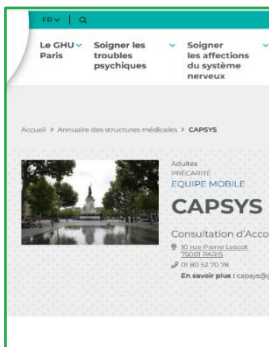 FR
Le GHU Paris
Soigner les troubles psychiques
Soigner les affections du système nerveux
Accueil > Annuaire des structures médicales > CAPSYS
Adultes
PRÉCARITÉ
EQUIPE MOBILE
CAPSYS
Consultation d'Acco
10 rue Pierre Lescot
75001 PARIS
01 80 52 70 78
En savoir plus : capsys@g